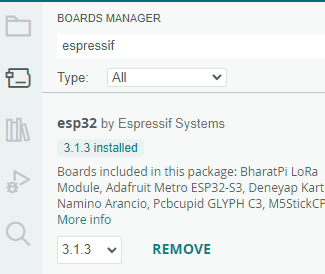 BOARDS MANAGER
espressif
Type: All
esp32 by Espressif Systems
3.1.3 installed
Boards included in this package: BharatPi LoRa
Module, Adafruit Metro ESP32-S3, Deneyap Kart
Namino Arancio, Pcbcupid GLYPH C3, M5StickCP
More info
3.1.3 REMOVE